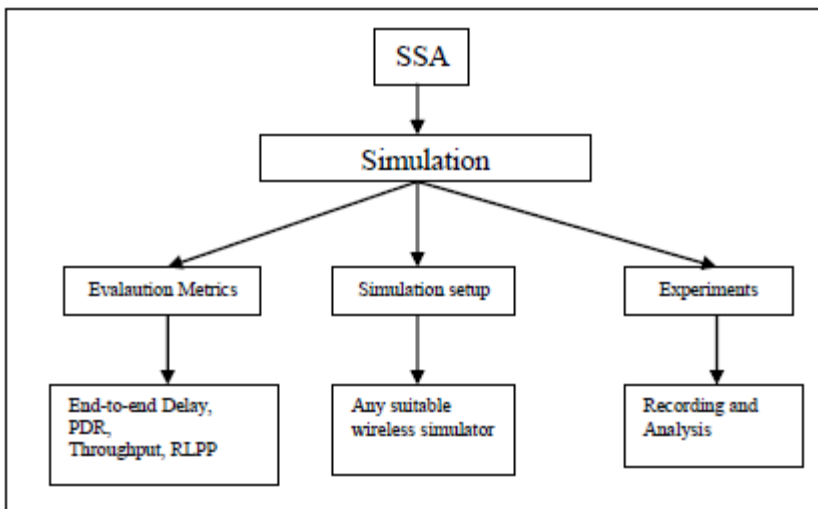 SSA
Simulation
Evalaution Metrics
Simulation setup
Experiments
End-to-end Delay,
PDR,
Throughput, RLPP
Any suitable
wireless simulator
Recording and
Analysis